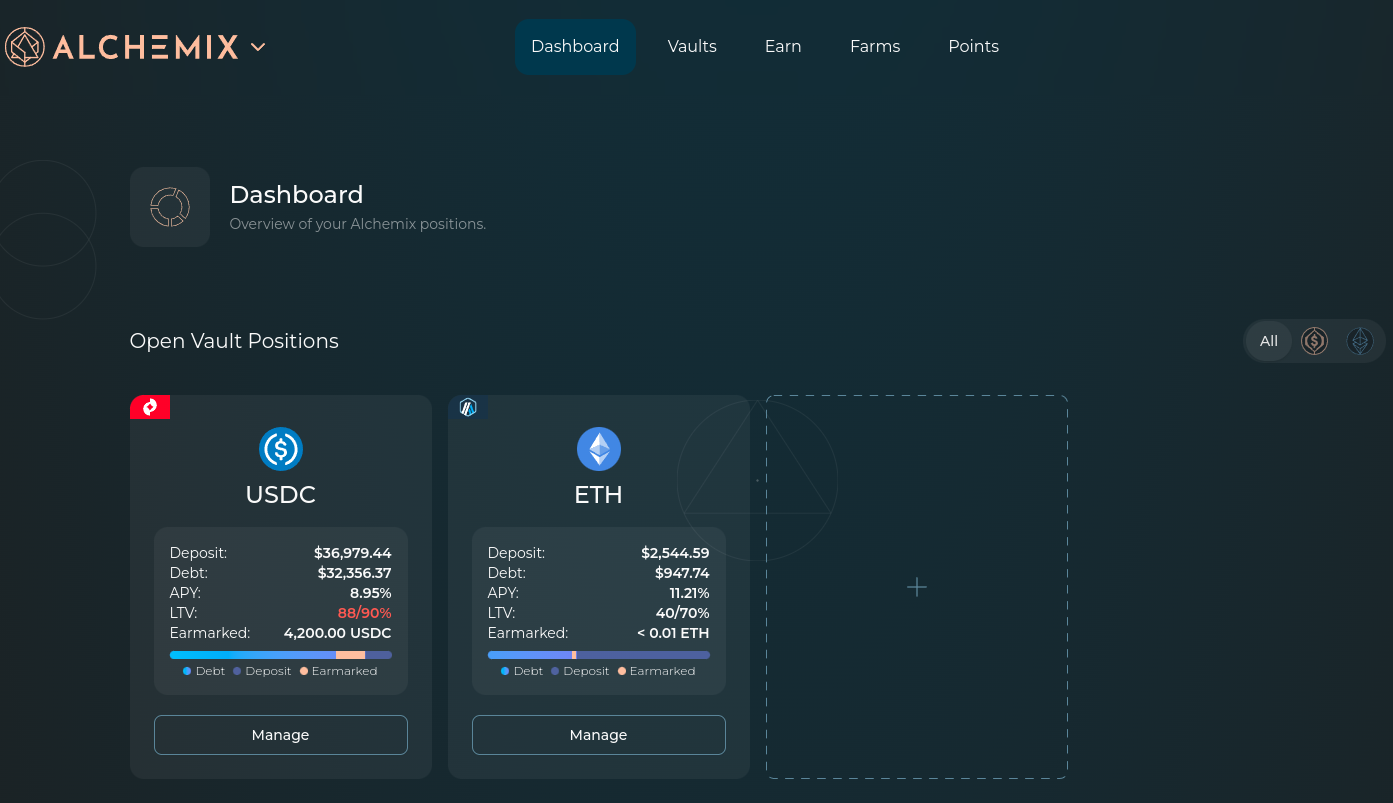 ALCHEMIX
Dashboard Vaults Earn Farms Points
Dashboard
Overview of your Alchemix positions.
Open Vault Positions
All
USDC
Deposit: $36,979.44
Debt: $32,356.37
APY: 8.95%
LTV: 88/90%
Earmarked: 4,200.00 USDC
Debt Deposit Earmarked
Manage
ETH
Deposit: $2,544.59
Debt: $947.74
APY: 11.21%
LTV: 40/70%
Earmarked: < 0.01 ETH
Debt Deposit Earmarked
Manage